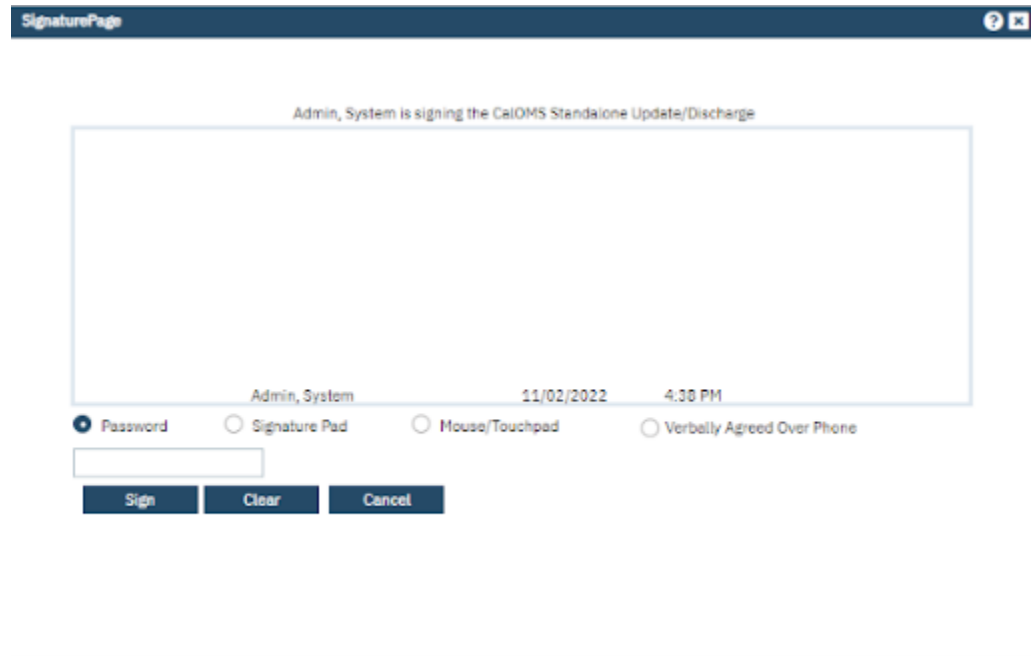 SignaturePage
Admin, System is signing the CalOMS Standalone Update/Discharge
Admin, System 11/02/2022 4:38 PM
Password Signature Pad Mouse/Touchpad Verbally Agreed Over Phone
Sign Clear Cancel